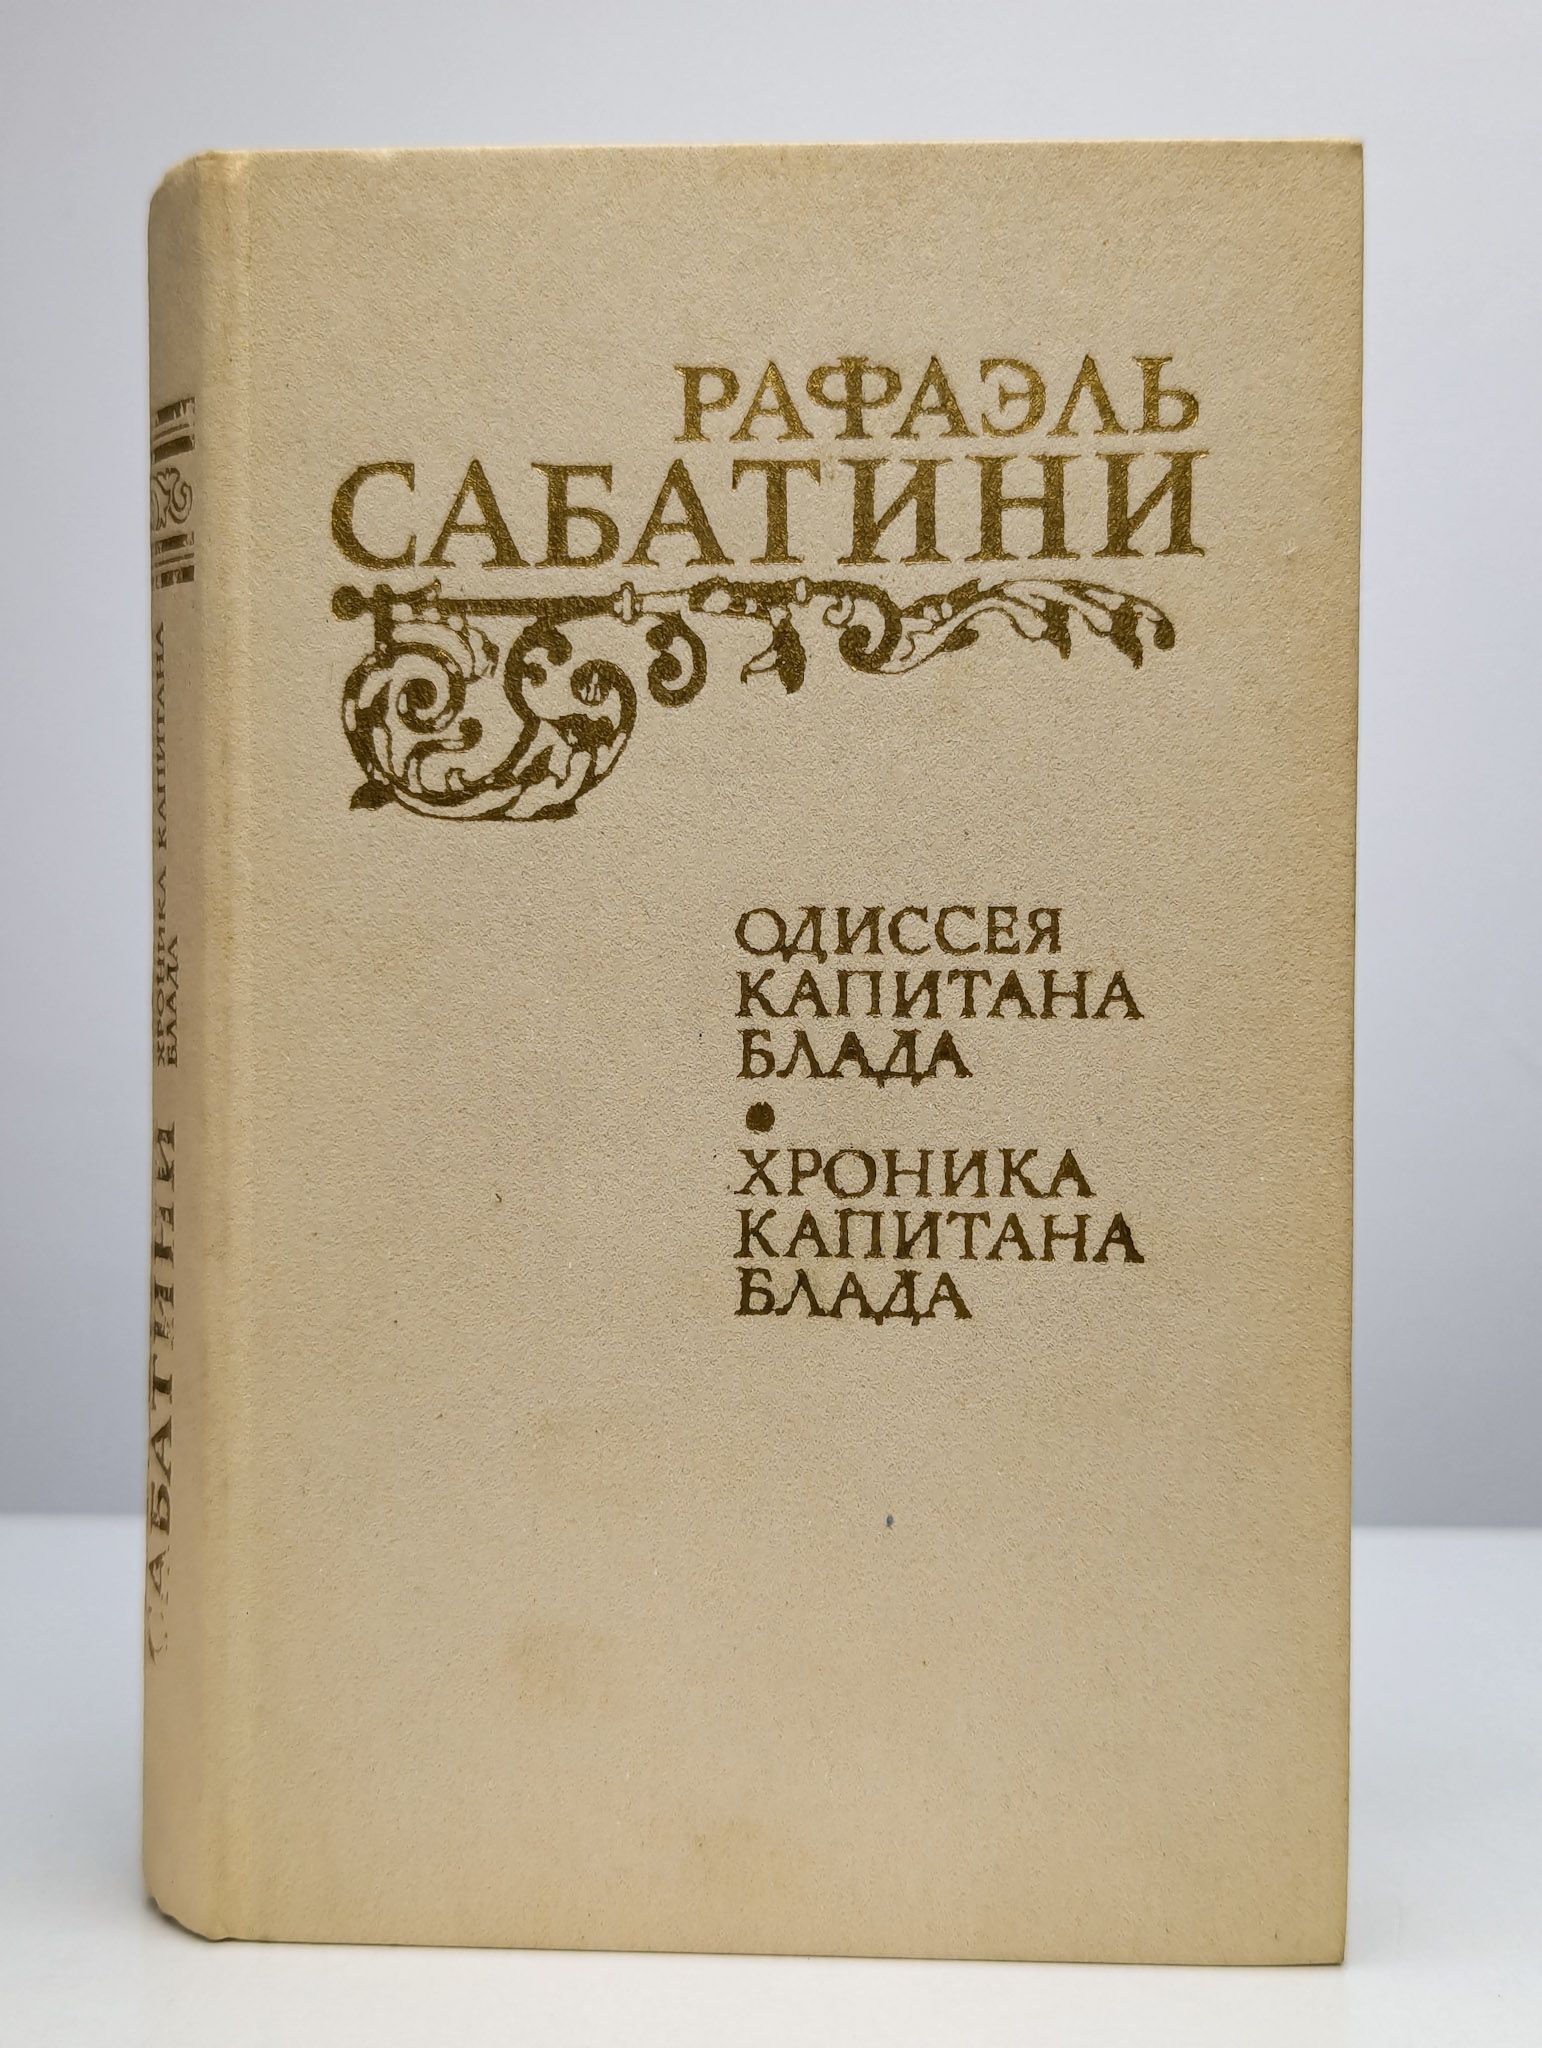 РАФАЭЛЬ
САБАТИНИ
ОДИССЕЯ
КАПИТАНА
БЛАДА
•
ХРОНИКА
КАПИТАНА
БЛАДА
САБАТИНИ
ХРОНИКА КАПИТАНА
БЛАДА